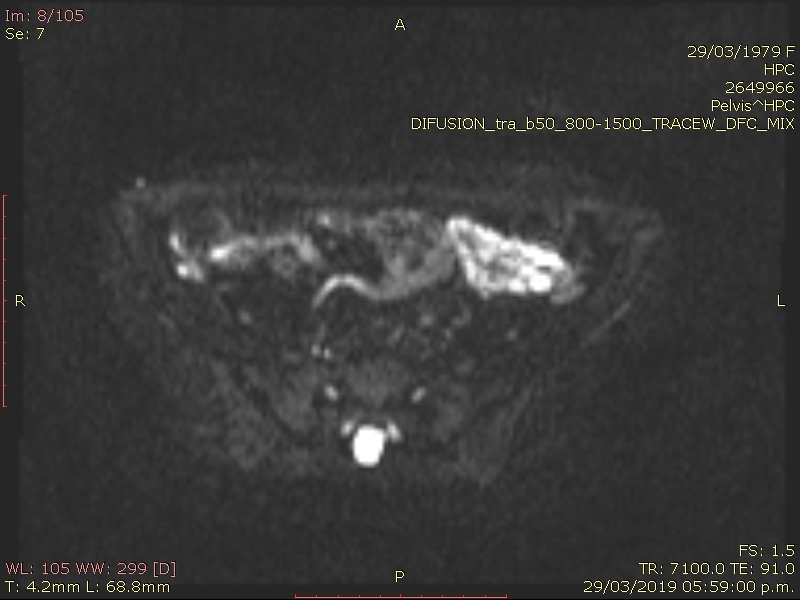 Im: 8/105
Se: 7
A
29/03/1979 F
HPC
2649966
Pelvis^HPC
DIFUSION_tra_b50_800-1500_TRACEW_DFC_MIX
R
L
WL: 105 WW: 299 [D]
T: 4.2mm L: 68.8mm
P
FS: 1.5
TR: 7100.0 TE: 91.0
29/03/2019 05:59:00 p.m.